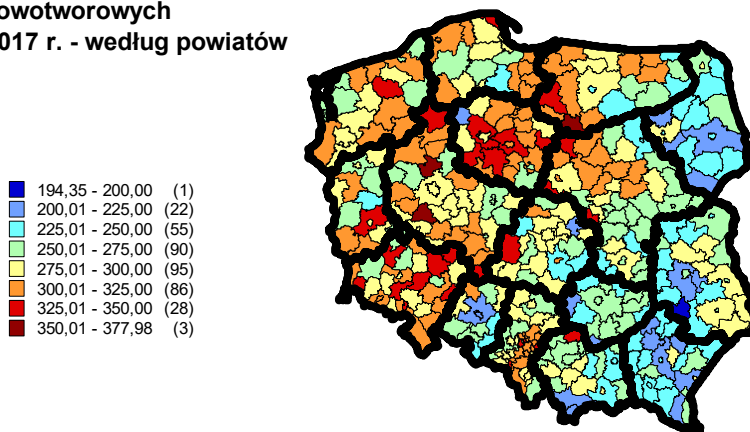 owotworowych
017 r. - według powiatów
194,35 - 200,00 (1)
200,01 - 225,00 (22)
225,01 - 250,00 (55)
250,01 - 275,00 (90)
275,01 - 300,00 (95)
300,01 - 325,00 (86)
325,01 - 350,00 (28)
350,01 - 377,98 (3)